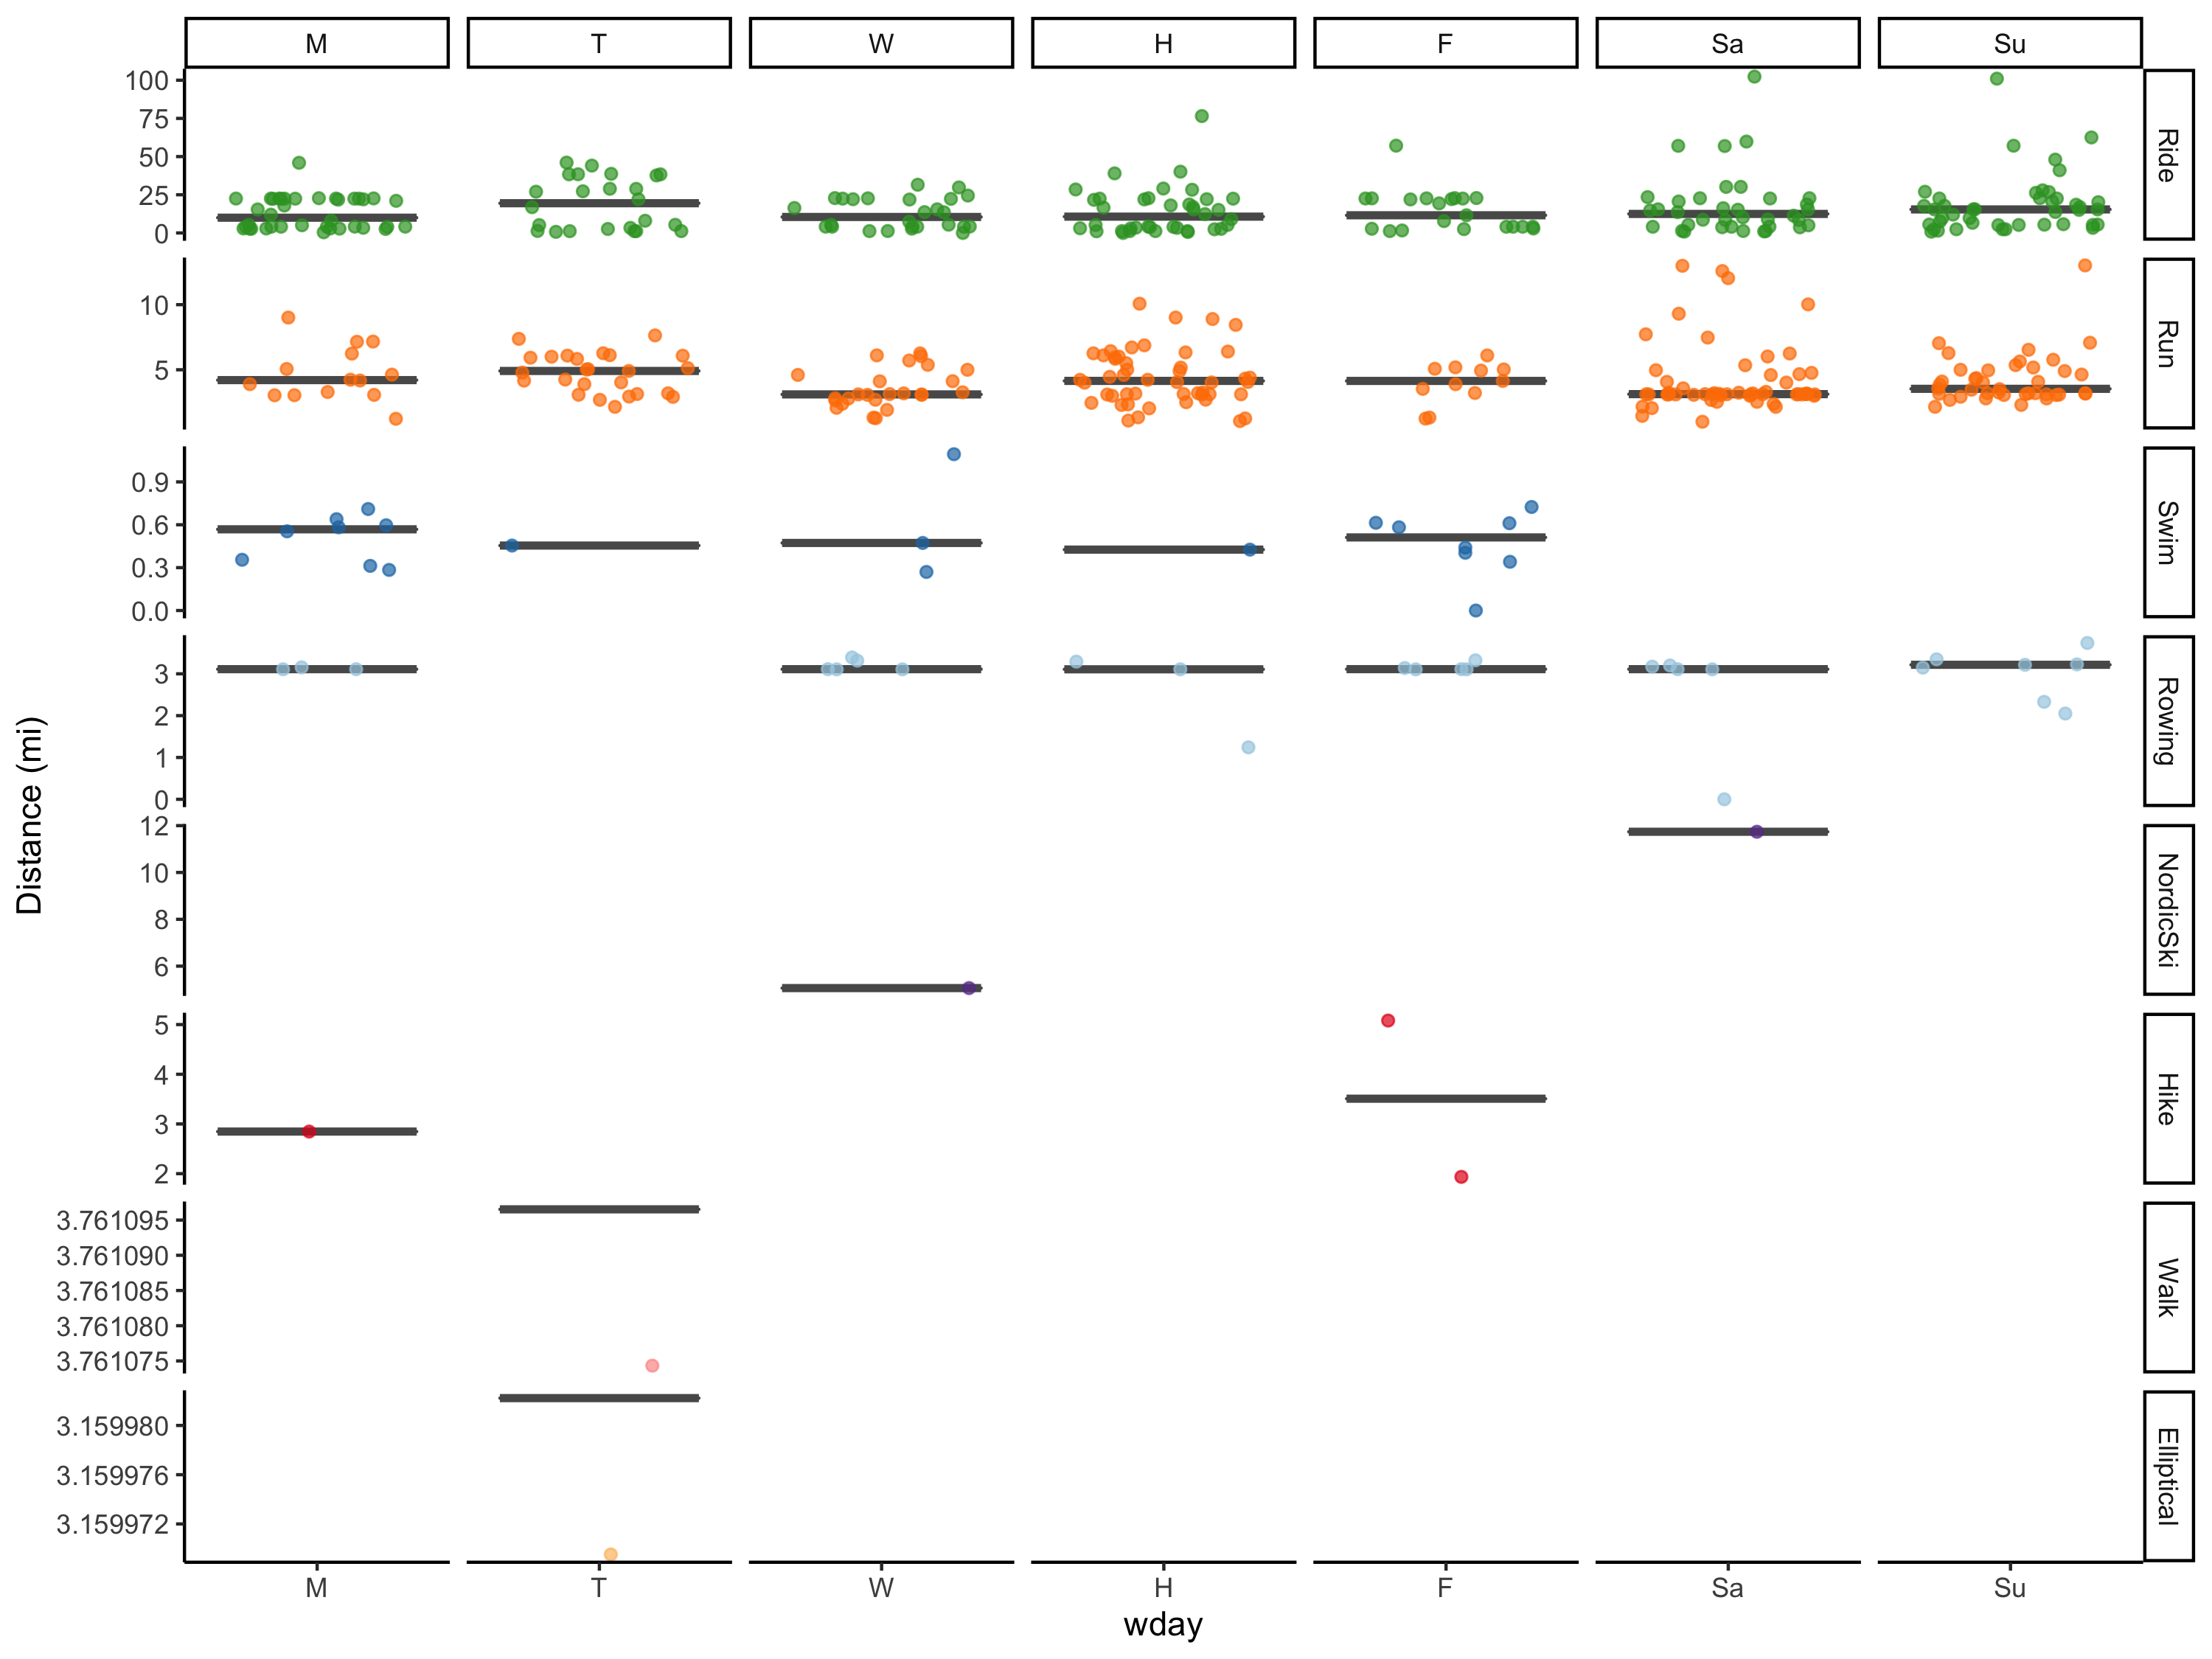 M T W H F Sa Su
100
75
50
25
0
Ride
10
5
Run
0.9
0.6
0.3
0.0
Swim
3
2
1
0
Rowing
12
10
8
6
NordicSki
5
4
3
2
Hike
3.761095
3.761090
3.761085
3.761080
3.761075
Walk
3.159980
3.159976
3.159972
Elliptical
Distance (mi)
M T W H F Sa Su
wday